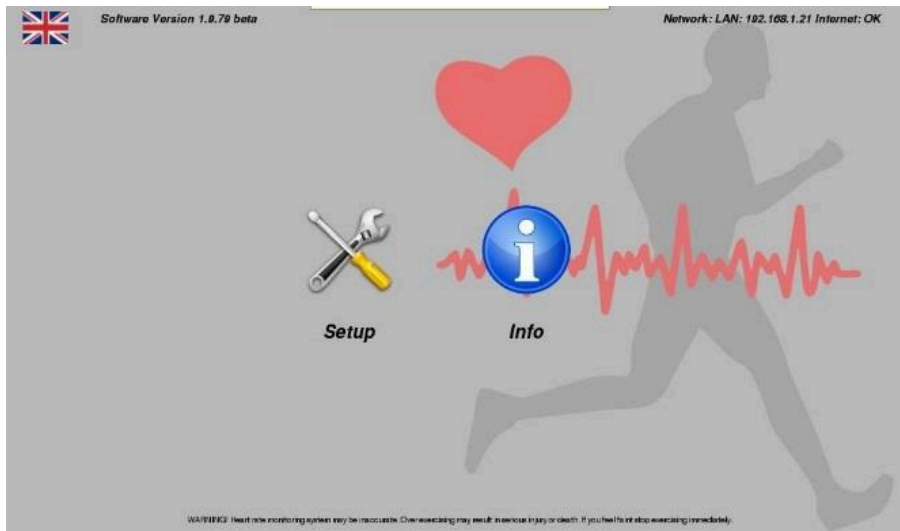 Software Version 1.9.79 beta
Network: LAN: 192.168.1.21 Internet: OK
Setup
Info
WARNING! Heart rate monitoring system may be inaccurate. Over exercising may result in serious injury or death. If you feel faint stop exercising immediately.